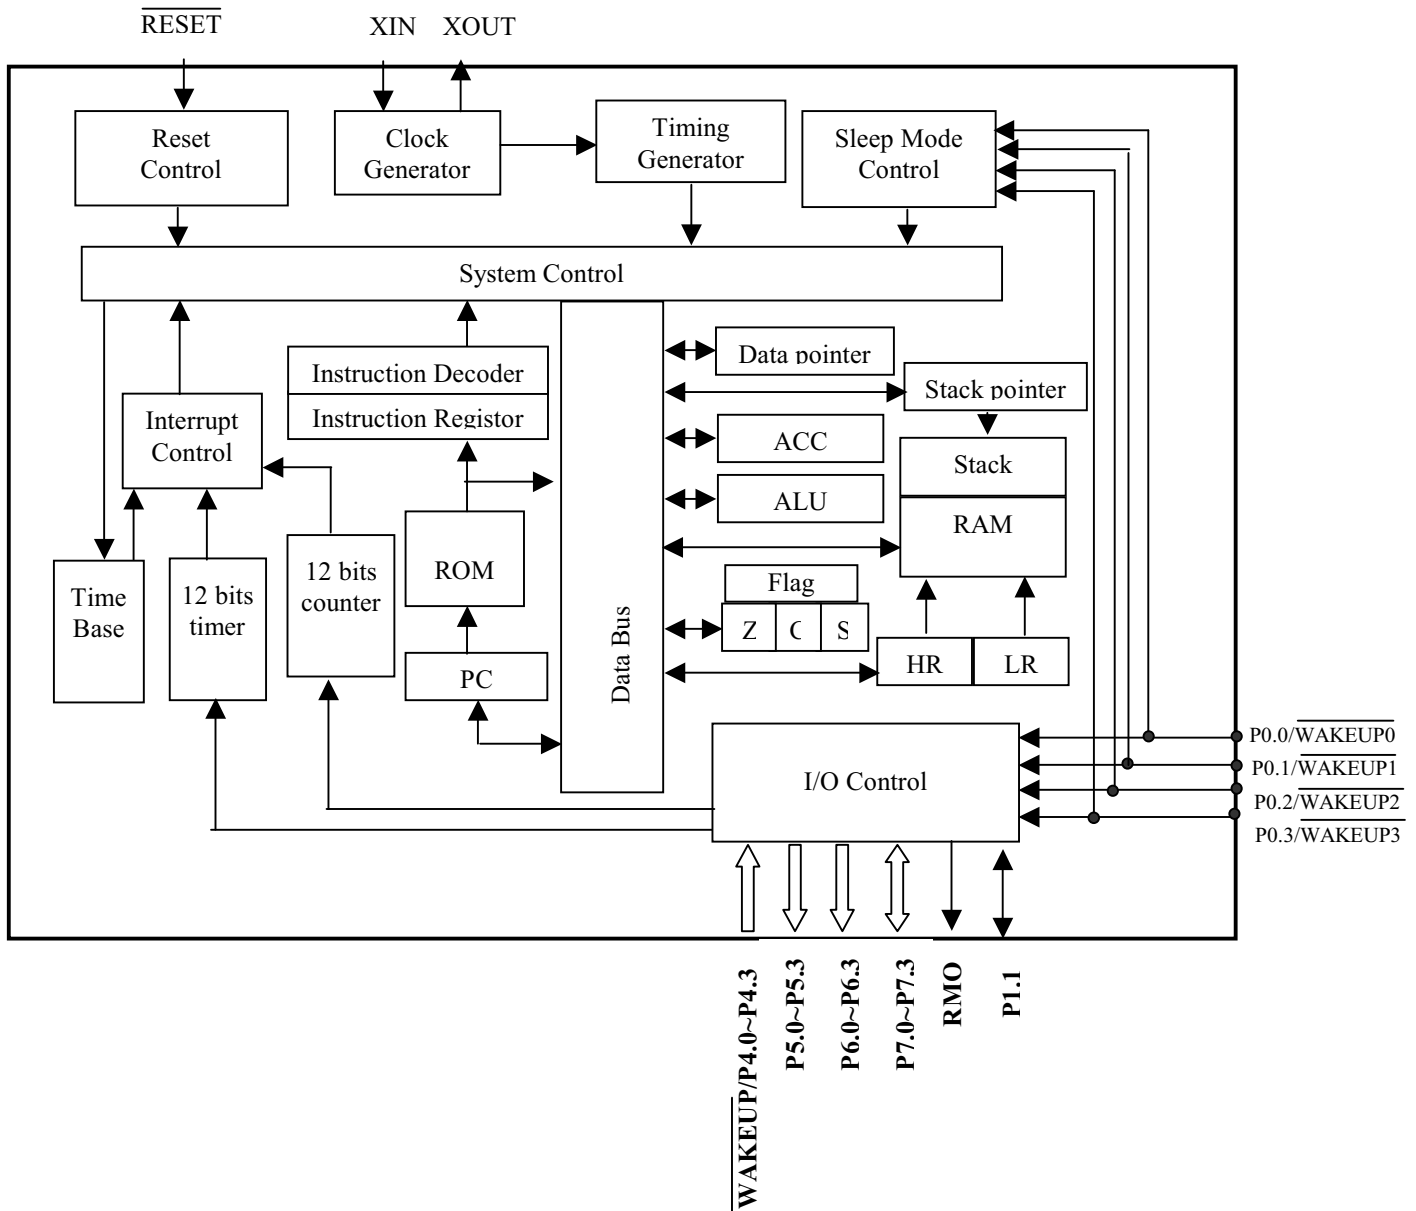 RESET
XIN XOUT
Reset
Control
Clock
Generator
Timing
Generator
Sleep Mode
Control
System Control
Instruction Decoder
Instruction Registor
Interrupt
Control
Data pointer
Stack pointer
ACC
Stack
ALU
RAM
Time
Base
12 bits
timer
12 bits
counter
ROM
PC
Data Bus
Flag
Z C S
HR LR
I/O Control
P0.0/WAKEUP0
P0.1/WAKEUP1
P0.2/WAKEUP2
P0.3/WAKEUP3
WAKEUP/P4.0~P4.3
P5.0~P5.3
P6.0~P6.3
P7.0~P7.3
RMO
P1.1